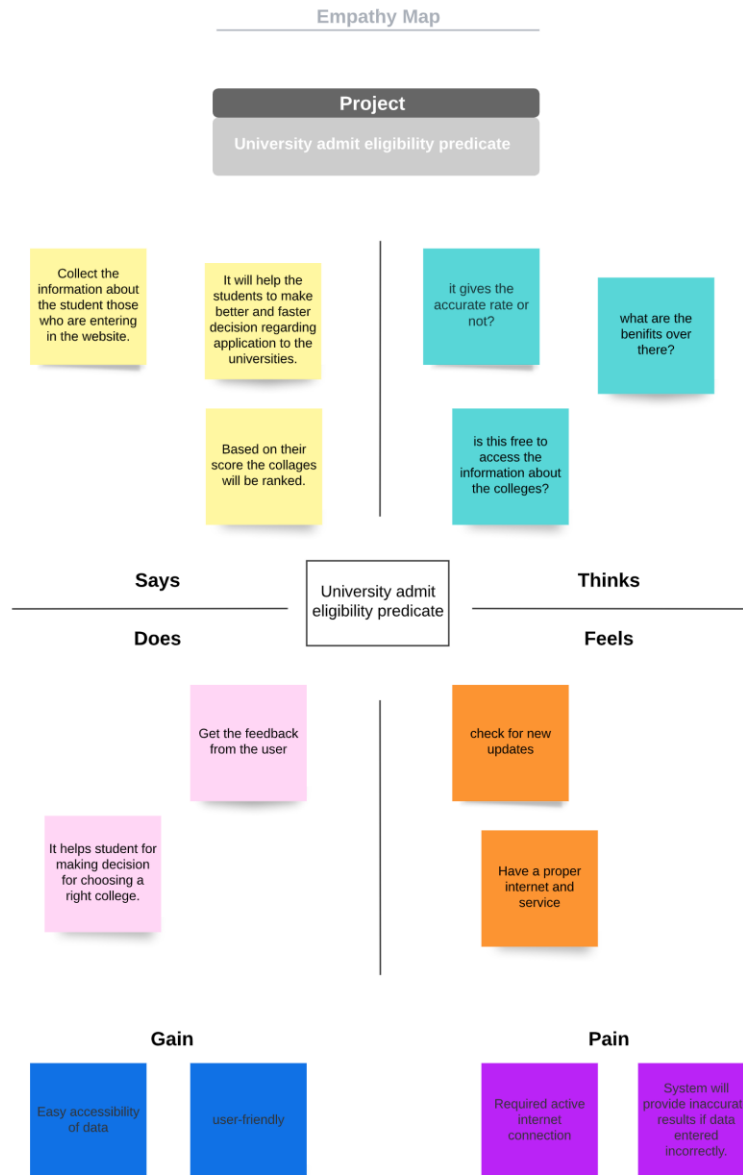 Empathy Map
Project
University admit eligibility predicate
Collect the
information about
the student those
who are entering
in the website.
It will help the
students to make
better and faster
decision regarding
application to the
universities.
Based on their
score the collages
will be ranked.
it gives the
accurate rate or
not?
what are the
benifits over
there?
is this free to
access the
information about
the colleges?
Says
Thinks
University admit
eligibility predicate
Does
Feels
Get the feedback
from the user
It helps student for
making decision
for choosing a
right college.
check for new
updates
Have a proper
internet and
service
Gain
Pain
Easy accessibility
of data
user-friendly
Required active
internet
connection
System will
provide inaccurat
results if data
entered
incorrectly.